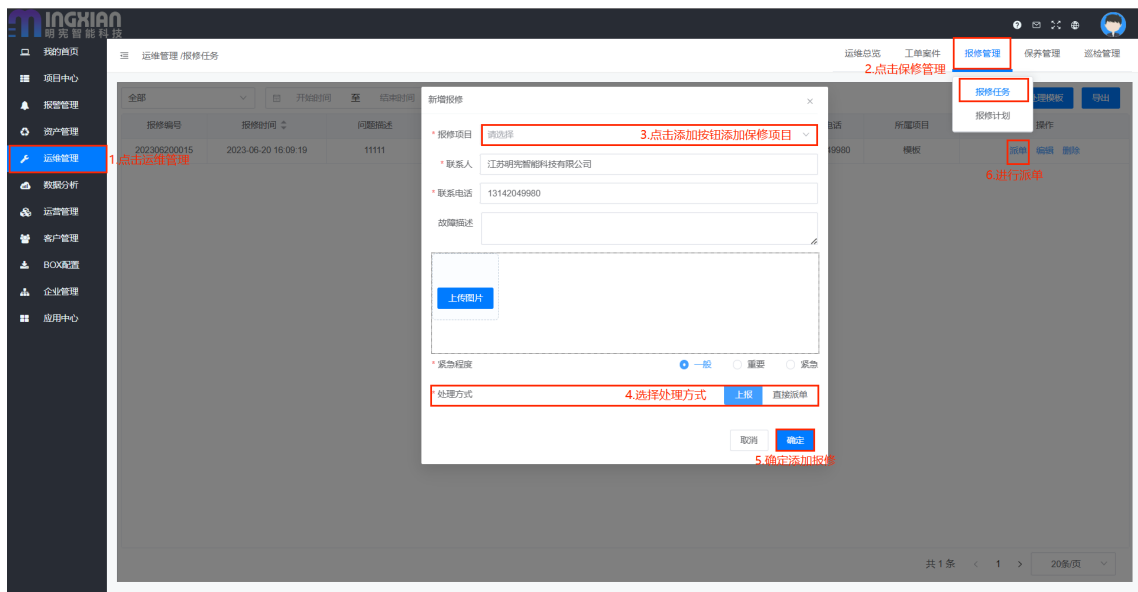 INGXIAN
明宪智能科技
我的首页
项目中心
报警管理
资产管理
运维管理
数据分析
运营管理
客户管理
BOX配置
企业管理
应用中心
1.点击运维管理
运维管理 /报修任务
运维总览 工单案件 报修管理 保养管理 巡检管理
2.点击保修管理
报修任务
报修计划
全部 开始时间 至 结束时间
处理模板 导出
报修编号 报修时间 问题描述 电话 所属项目 操作
202306200015 2023-06-20 16:09:19 11111 49980 模板 派单 编辑 删除
6.进行派单
新增报修
* 报修项目 请选择 3.点击添加按钮添加保修项目
* 联系人 江苏明宪智能科技有限公司
* 联系电话 13142049980
故障描述
上传图片
* 紧急程度 一般 重要 紧急
* 处理方式 4.选择处理方式 上报 直接派单
取消 确定
5.确定添加报修
共 1 条 < 1 > 20条/页